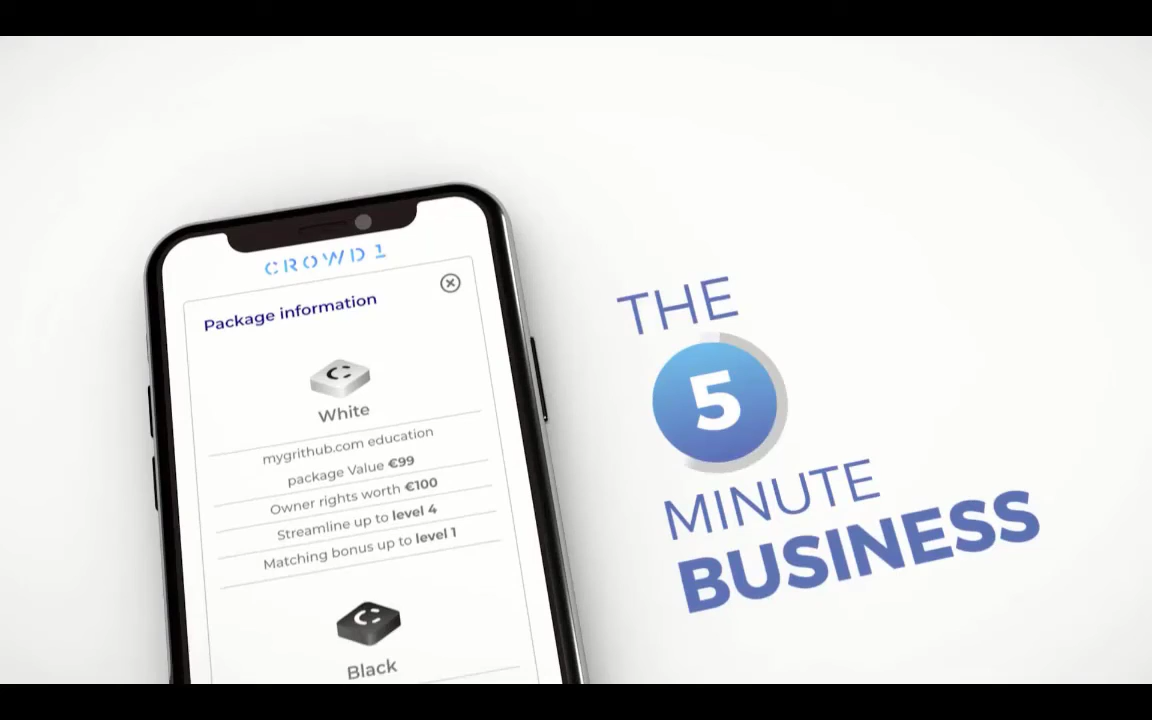 CROWD 1
Package information
White
mygrithub.com education
package Value €99
Owner rights worth €100
Streamline up to level 4
Matching bonus up to level 1
Black
THE
5
MINUTE
BUSINESS